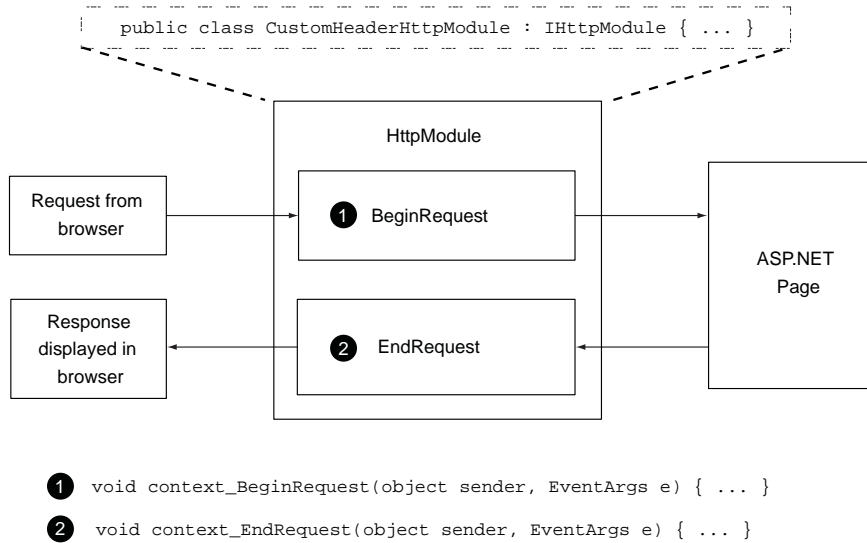 public class CustomHeaderHttpModule : IHttpModule { ... }
HttpModule
Request from
browser
1 BeginRequest
ASP.NET
Page
Response
displayed in
browser
2 EndRequest
1 void context_BeginRequest(object sender, EventArgs e) { ... }
2 void context_EndRequest(object sender, EventArgs e) { ... }